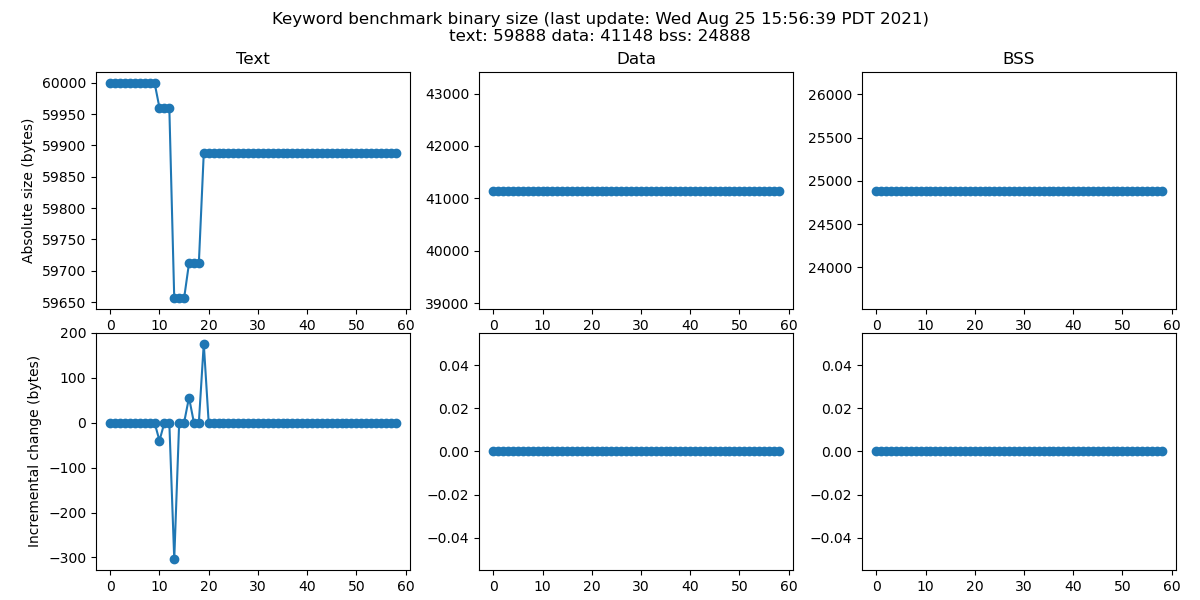 Keyword benchmark binary size (last update: Wed Aug 25 15:56:39 PDT 2021)
text: 59888 data: 41148 bss: 24888
Text
Data
BSS
Absolute size (bytes)
60000
59950
59900
59850
59800
59750
59700
59650
0 10 20 30 40 50 60
43000
42000
41000
40000
39000
0 10 20 30 40 50 60
26000
25500
25000
24500
24000
0 10 20 30 40 50 60
Incremental change (bytes)
200
100
0
−100
−200
−300
0 10 20 30 40 50 60
0.04
0.02
0.00
−0.02
−0.04
0 10 20 30 40 50 60
0.04
0.02
0.00
−0.02
−0.04
0 10 20 30 40 50 60